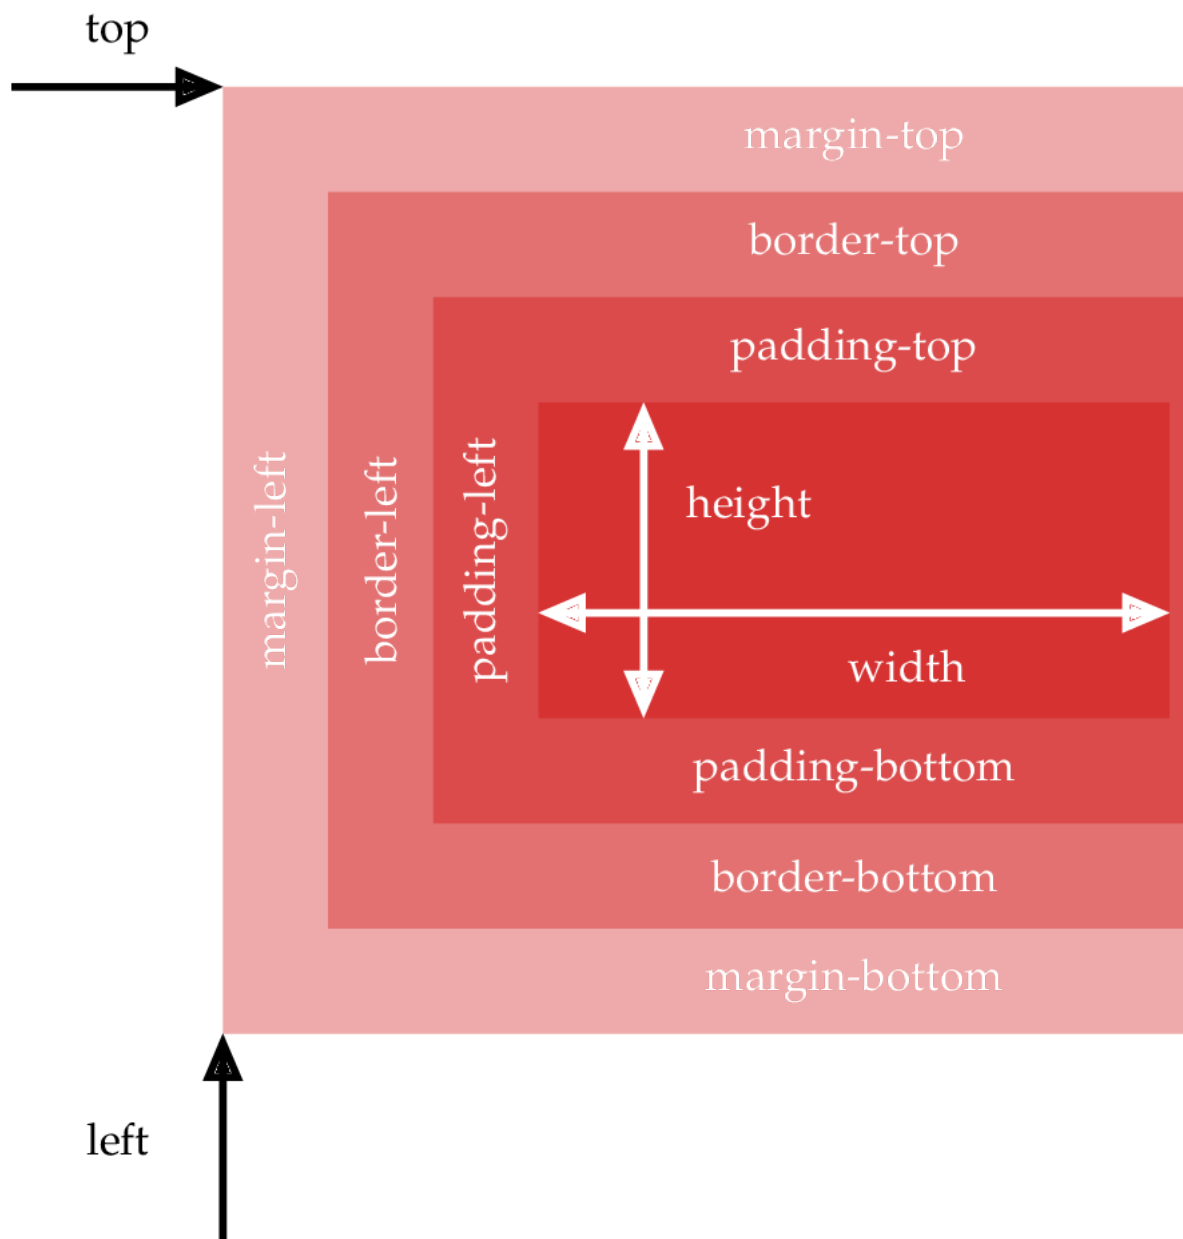 top
margin-top
border-top
padding-top
margin-left
border-left
padding-left
height
width
padding-bottom
border-bottom
margin-bottom
left